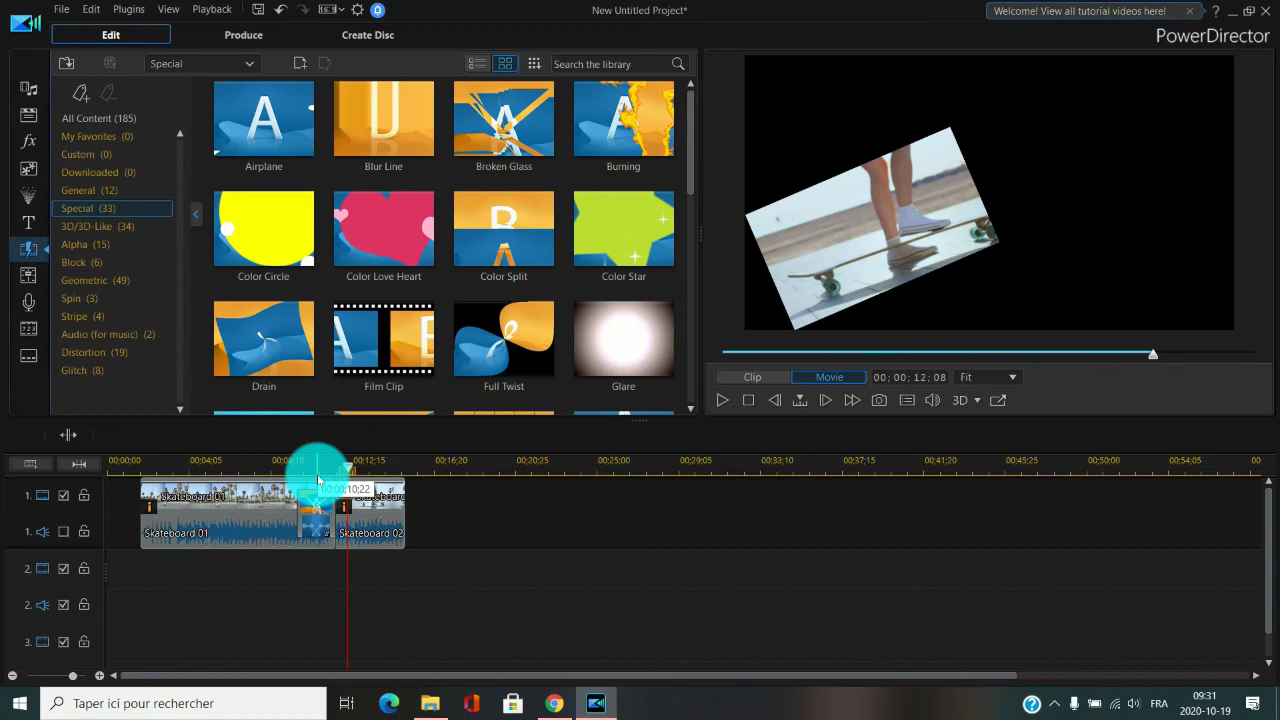 File Edit Plugins View Playback
New Untitled Project*
Welcome! View all tutorial videos here!
PowerDirector
Edit Produce Create Disc
Special
Search the library
All Content (185)
My Favorites (0)
Custom (0)
Downloaded (0)
General (12)
Special (33)
3D/3D-Like (34)
Alpha (15)
Block (6)
Geometric (49)
Spin (3)
Stripe (4)
Audio (for music) (2)
Distortion (19)
Glitch (8)
Airplane Blur Line Broken Glass Burning
Color Circle Color Love Heart Color Split Color Star
Drain Film Clip Full Twist Glare
Clip Movie 00; 00; 12; 08 Fit
3D
00;00;00 00;04;05 00;08;10 00;12;15 00;16;20 00;20;25 00;25;00 00;29;05 00;33;10 00;37;15 00;41;20 00;45;25 00;50;00 00;54;05 00
00;00;10;22
1. Skateboard 01 Skateboard
1. Skateboard 01 Skateboard 02
2.
2.
3.
Taper ici pour rechercher
FRA
09:31
2020-10-19